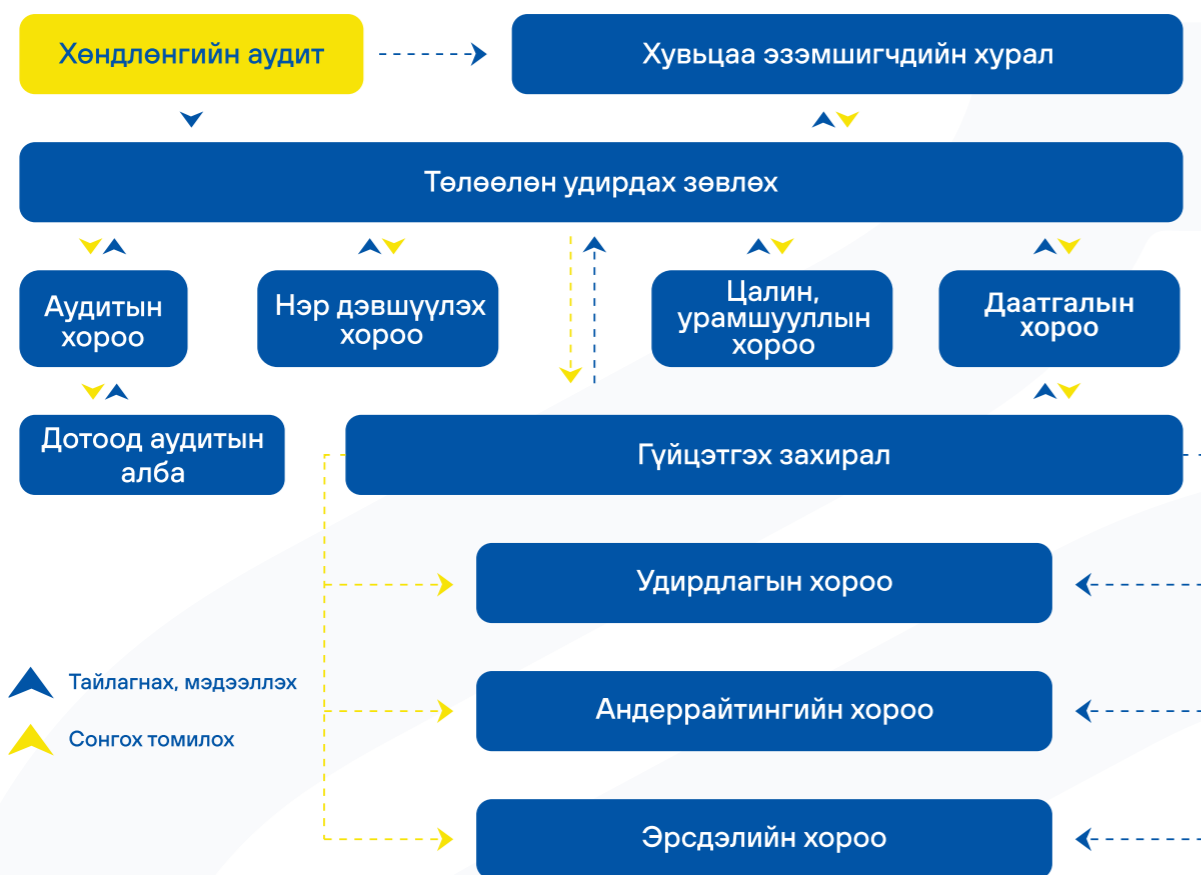 Хөндлөнгийн аудит
Хувьцаа эзэмшигчдийн хурал
Төлөөлөн удирдах зөвлөх
Аудитын
хороо
Нэр дэвшүүлэх
хороо
Цалин,
урамшууллын
хороо
Даатгалын
хороо
Дотоод аудитын
алба
Гүйцэтгэх захирал
Удирдлагын хороо
Тайлагнах, мэдээллэх
Андеррайтингийн хороо
Сонгох томилох
Эрсдэлийн хороо